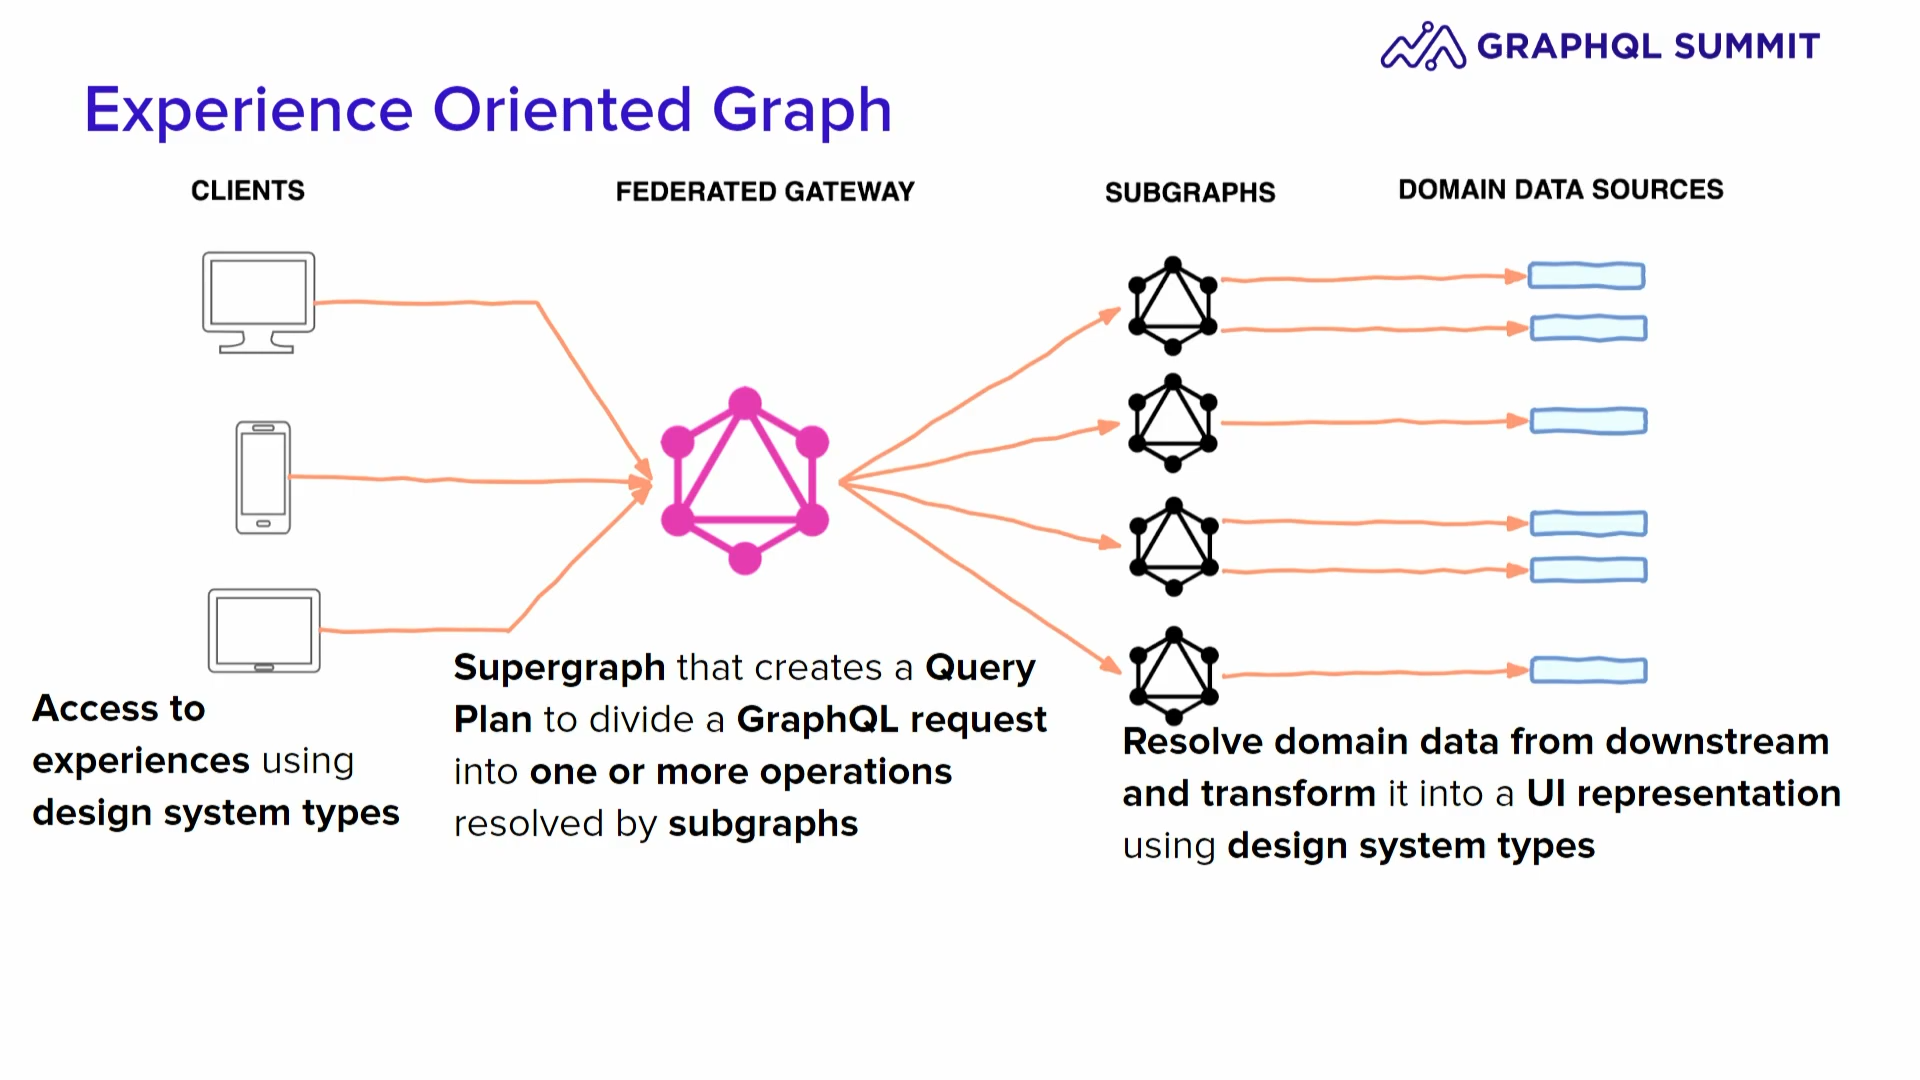 GRAPHQL SUMMIT
Experience Oriented Graph
CLIENTS
FEDERATED GATEWAY
SUBGRAPHS
DOMAIN DATA SOURCES
Access to
experiences using
design system types
Supergraph that creates a Query
Plan to divide a GraphQL request
into one or more operations
resolved by subgraphs
Resolve domain data from downstream
and transform it into a UI representation
using design system types